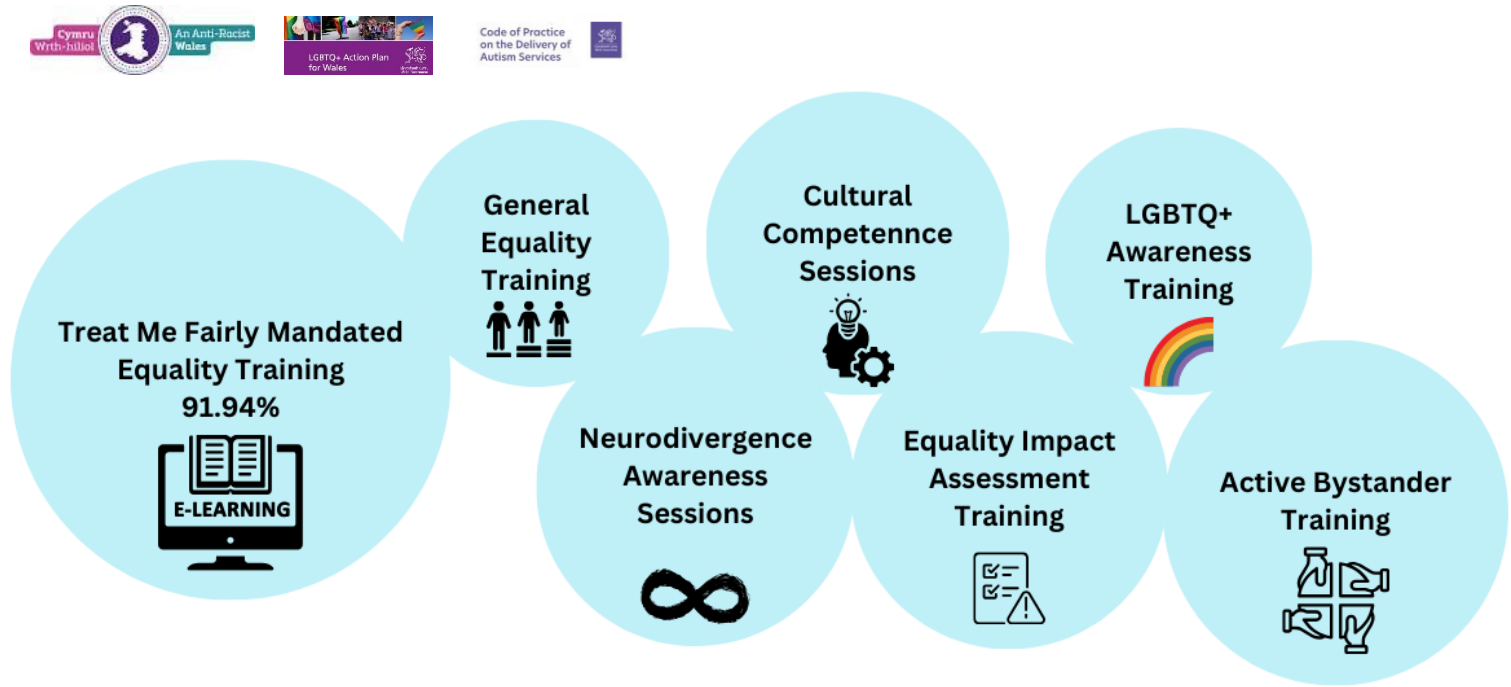 Cymru
Wrth-hiliol
An Anti-Racist
Wales
LGBTQ+ Action Plan
for Wales
Code of Practice
on the Delivery of
Autism Services
General
Equality
Training
Cultural
Competennce
Sessions
LGBTQ+
Awareness
Training
Treat Me Fairly Mandated
Equality Training
91.94%
E-LEARNING
Neurodivergence
Awareness
Sessions
Equality Impact
Assessment
Training
Active Bystander
Training